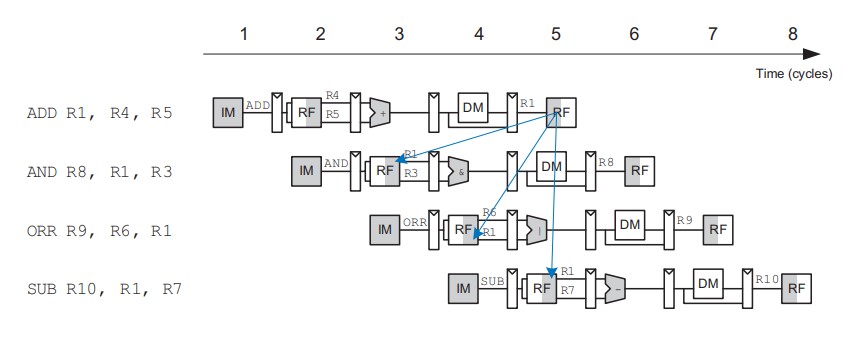 1 2 3 4 5 6 7 8
Time (cycles)
ADD R1, R4, R5 IM ADD RF R4 R5 + DM R1 RF
AND R8, R1, R3 IM AND RF R1 R3 & DM R8 RF
ORR R9, R6, R1 IM ORR RF R6 R1 | DM R9 RF
SUB R10, R1, R7 IM SUB RF R1 R7 - DM R10 RF